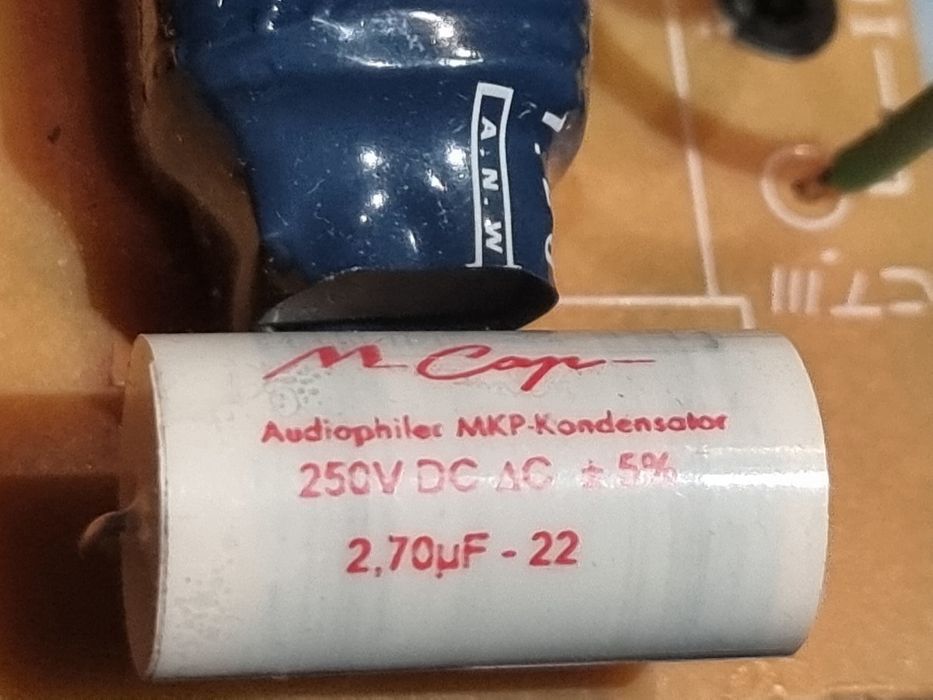 A.N.W
M-Cap-
Audiophiler MKP-Kondensator
250V DC AC ± 5%
2,70µF - 22